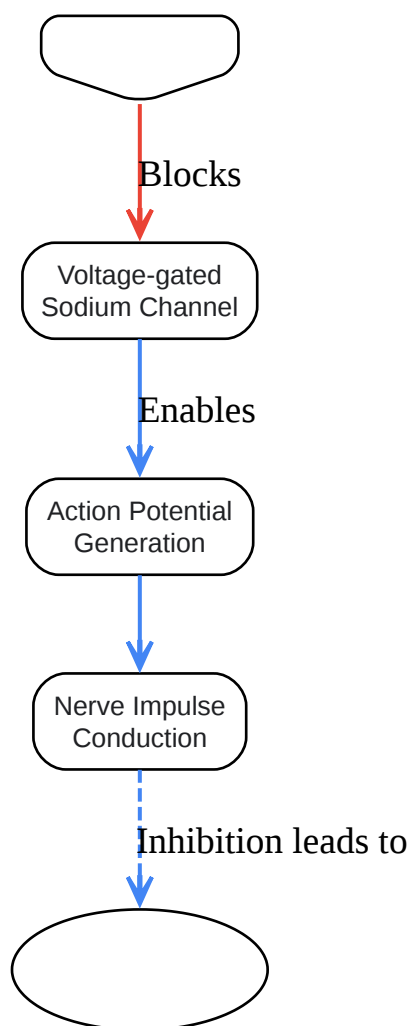 Blocks
Voltage-gated
Sodium Channel
Enables
Action Potential
Generation
Nerve Impulse
Conduction
Inhibition leads to